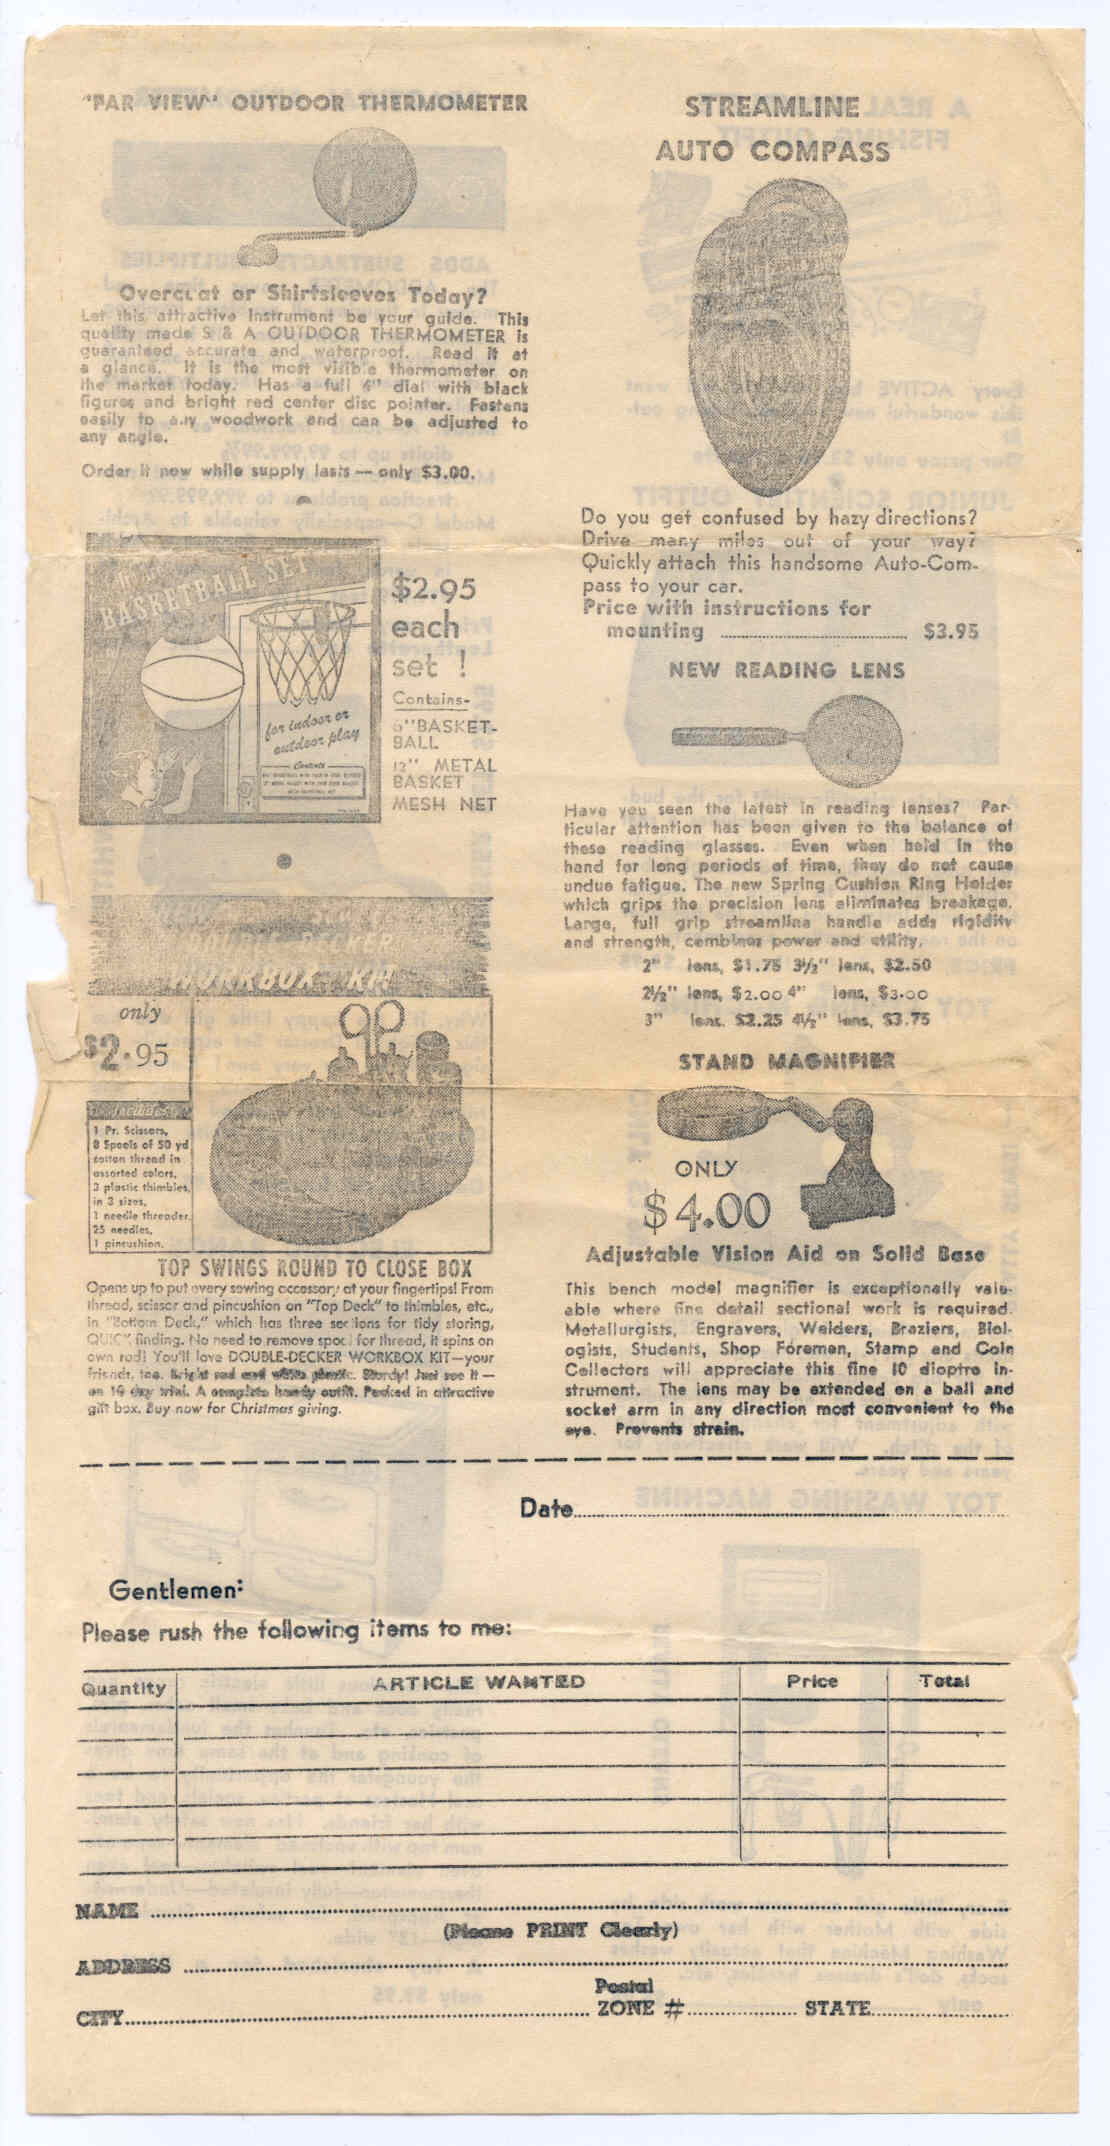 "FAR VIEW" OUTDOOR THERMOMETER
Overcoat or Shirtsleeves Today?
Let this attractive instrument be your guide. This
quality made S & A OUTDOOR THERMOMETER is
guaranteed accurate and waterproof. Read it at
a glance. It is the most visible thermometer on
the market today. Has a full 4" dial with black
figures and bright red center disc pointer. Fastens
easily to any woodwork and can be adjusted to
any angle.
Order it now while supply lasts — only $3.00.
BASKETBALL SET
for indoor or
outdoor play
Contents
$2.95
each
set !
Contains-
6"BASKET-
BALL
12" METAL
BASKET
MESH NET
DOUBLE-DECKER
WORKBOX KIT
only
$2.95
Includes
1 Pr. Scissors,
8 Spools of 50 yd
cotton thread in
assorted colors,
3 plastic thimbles,
in 3 sizes,
1 needle threader,
25 needles,
1 pincushion.
TOP SWINGS ROUND TO CLOSE BOX
Opens up to put every sewing accessory at your fingertips! From
thread, scissor and pincushion on "Top Deck" to thimbles, etc.,
in "Bottom Deck," which has three sections for tidy storing,
QUICK finding. No need to remove spool for thread, it spins on
own rod! You'll love DOUBLE-DECKER WORKBOX KIT—your
friends, too. Bright red and white plastic. Sturdy! Just see it —
on 10 day trial. A complete handy outfit. Packed in attractive
gift box. Buy now for Christmas giving.
STREAMLINE
AUTO COMPASS
Do you get confused by hazy directions?
Drive many miles out of your way?
Quickly attach this handsome Auto-Com-
pass to your car.
Price with instructions for
mounting ........ $3.95
NEW READING LENS
Have you seen the latest in reading lenses? Par-
ticular attention has been given to the balance of
these reading glasses. Even when held in the
hand for long periods of time, they do not cause
undue fatigue. The new Spring Cushion Ring Holder
which grips the precision lens eliminates breakage.
Large, full grip streamline handle adds rigidity
and strength, combines power and utility.
2" lens, $1.75 3½" lens, $2.50
2½" lens, $2.00 4" lens, $3.00
3" lens, $2.25 4½" lens, $3.75
STAND MAGNIFIER
ONLY
$4.00
Adjustable Vision Aid on Solid Base
This bench model magnifier is exceptionally valu-
able where fine detail sectional work is required.
Metallurgists, Engravers, Welders, Braziers, Biol-
ogists, Students, Shop Foremen, Stamp and Coin
Collectors will appreciate this fine 10 dioptre in-
strument. The lens may be extended on a ball and
socket arm in any direction most convenient to the
eye. Prevents strain.
Date........
Gentlemen:
Please rush the following items to me:
Quantity ARTICLE WANTED Price Total
NAME ........
(Please PRINT Clearly)
ADDRESS ........
Postal
CITY........ ZONE #........ STATE........